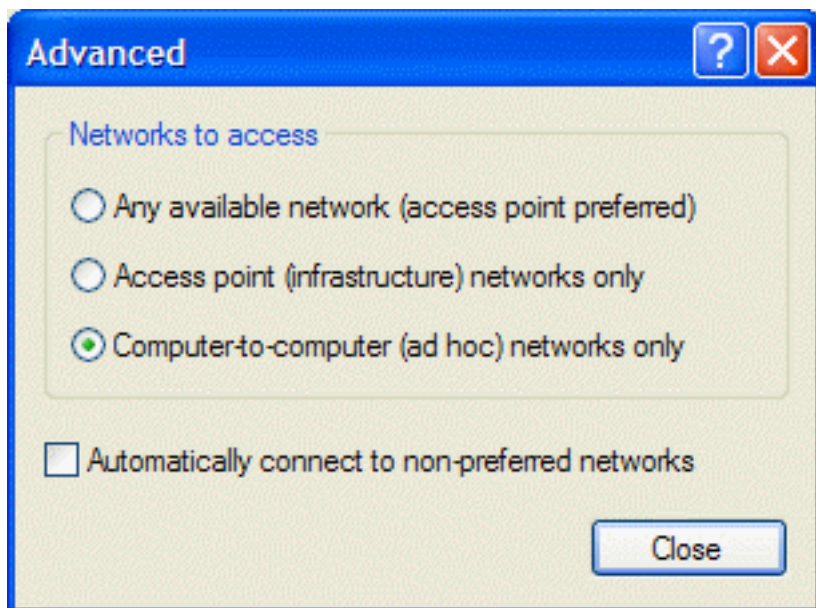 Advanced
?
Networks to access
Any available network (access point preferred)
Access point (infrastructure) networks only
Computer-to-computer (ad hoc) networks only
Automatically connect to non-preferred networks
Close